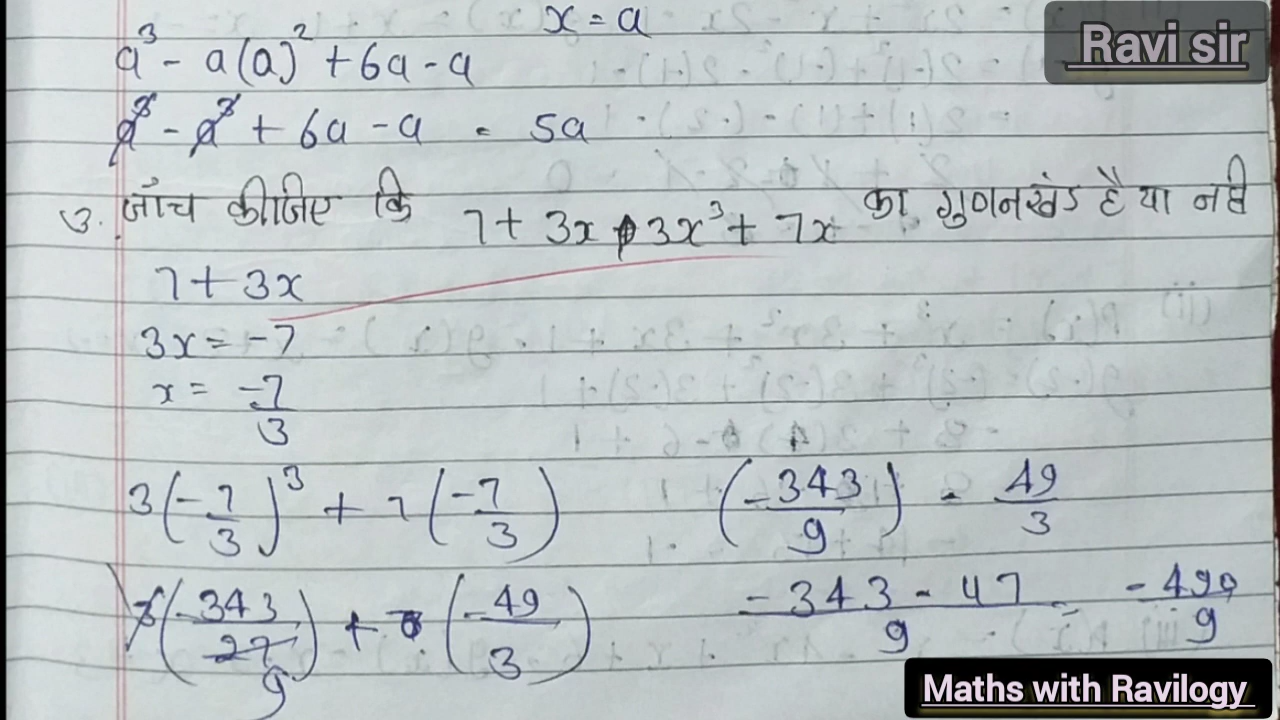 x = a
Ravi sir
a³ - a(a)² + 6a - a
a³ - a³ + 6a - a = 5a
3. जाँच कीजिए कि 7 + 3x, 3x³ + 7x का गुणनखंड है या नही
7 + 3x
3x = -7
x = -7/3
3(-7/3)³ + 7(-7/3) (-343/9) - 49/3
3(-343/27 9) + (-49/3) -343 - 47/9 = -490/9
Maths with Ravilogy